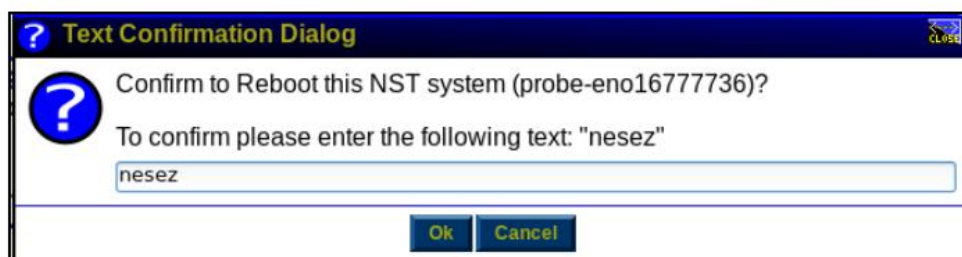 Text Confirmation Dialog
CLOSE
Confirm to Reboot this NST system (probe-eno16777736)?
To confirm please enter the following text: "nesez"
nesez
Ok Cancel